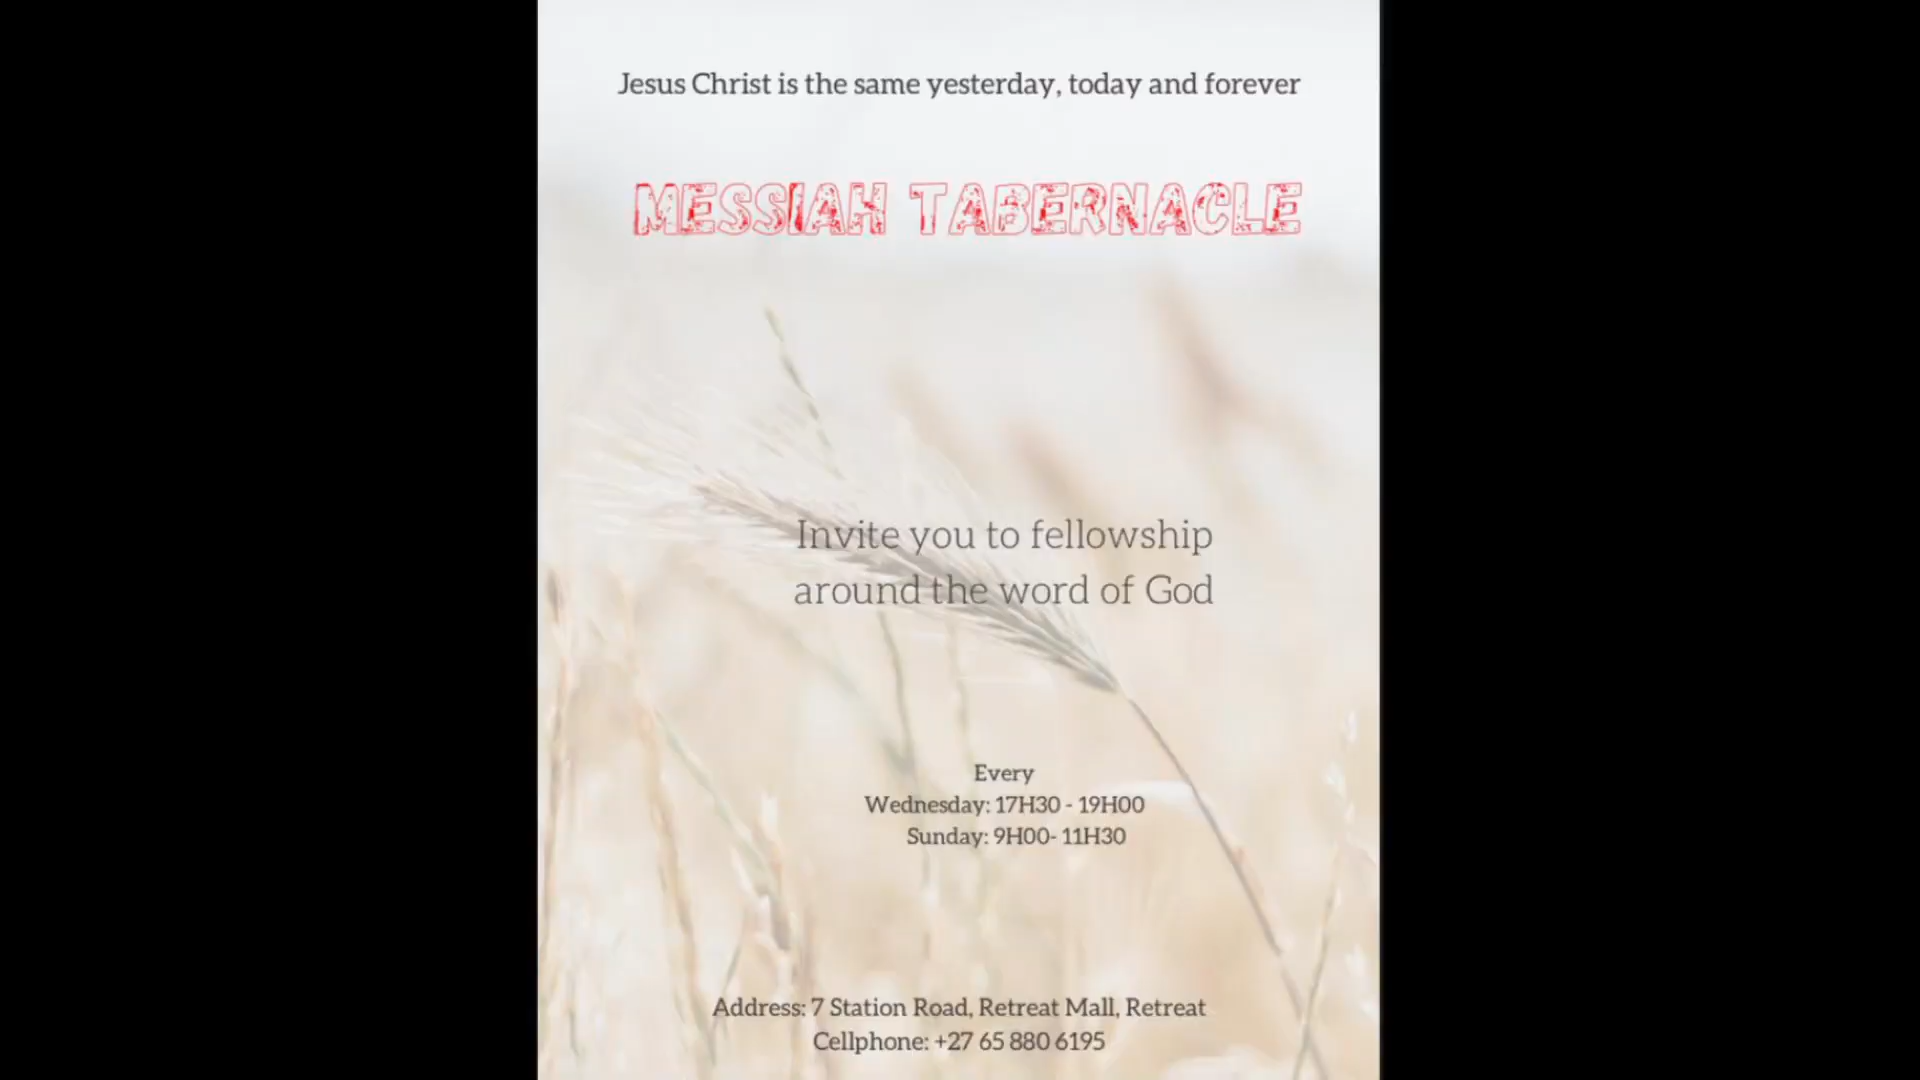 Jesus Christ is the same yesterday, today and forever
MESSIAH TABERNACLE
Invite you to fellowship
around the word of God
Every
Wednesday: 17H30 - 19H00
Sunday: 9H00- 11H30
Address: 7 Station Road, Retreat Mall, Retreat
Cellphone: +27 65 880 6195